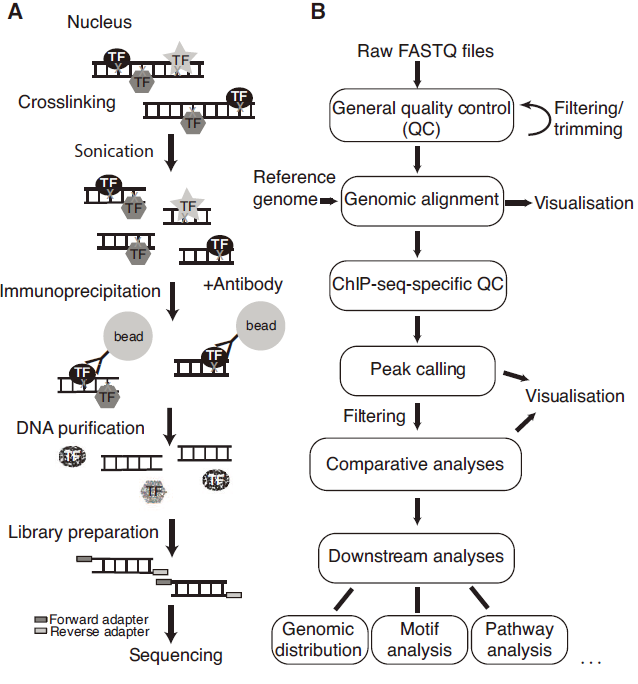 A
Nucleus
TF
TF
TF
Crosslinking
TF
TF
Sonication
TF
TF
TF
TF
TF
Immunoprecipitation
+Antibody
bead
bead
TF
TF
TF
DNA purification
TF
TF
TF
Library preparation
Forward adapter
Reverse adapter
Sequencing
B
Raw FASTQ files
General quality control
(QC)
Filtering/
trimming
Reference
genome
Genomic alignment
Visualisation
ChIP-seq-specific QC
Peak calling
Visualisation
Filtering
Comparative analyses
Downstream analyses
Genomic
distribution
Motif
analysis
Pathway
analysis
...